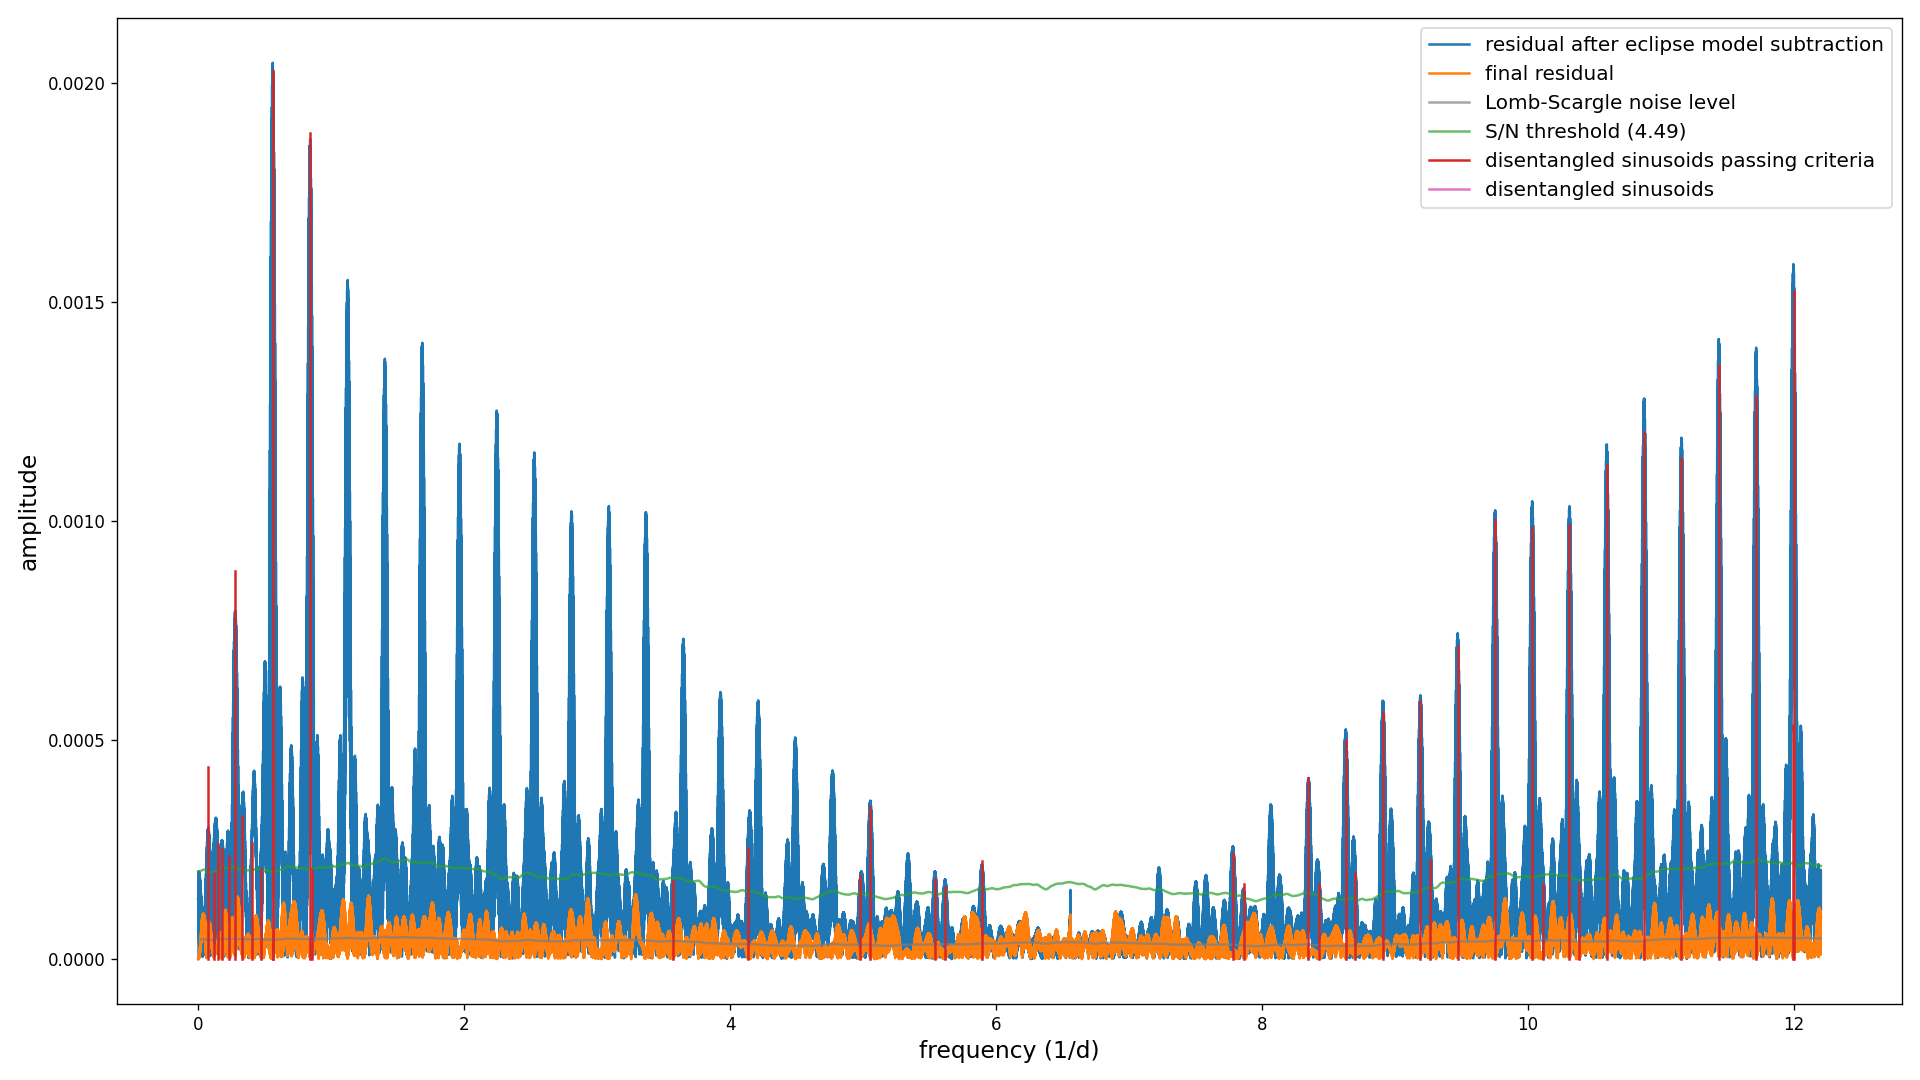 residual after eclipse model subtraction
final residual
Lomb-Scargle noise level
S/N threshold (4.49)
disentangled sinusoids passing criteria
disentangled sinusoids
amplitude
0.0020
0.0015
0.0010
0.0005
0.0000
0 2 4 6 8 10 12
frequency (1/d)